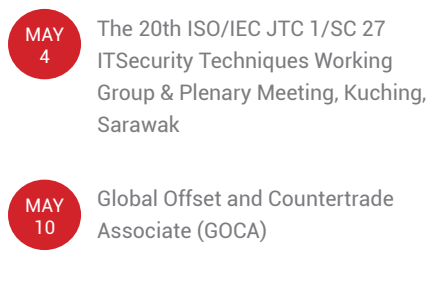 MAY
4
The 20th ISO/IEC JTC 1/SC 27
ITSecurity Techniques Working
Group & Plenary Meeting, Kuching,
Sarawak
MAY
10
Global Offset and Countertrade
Associate (GOCA)